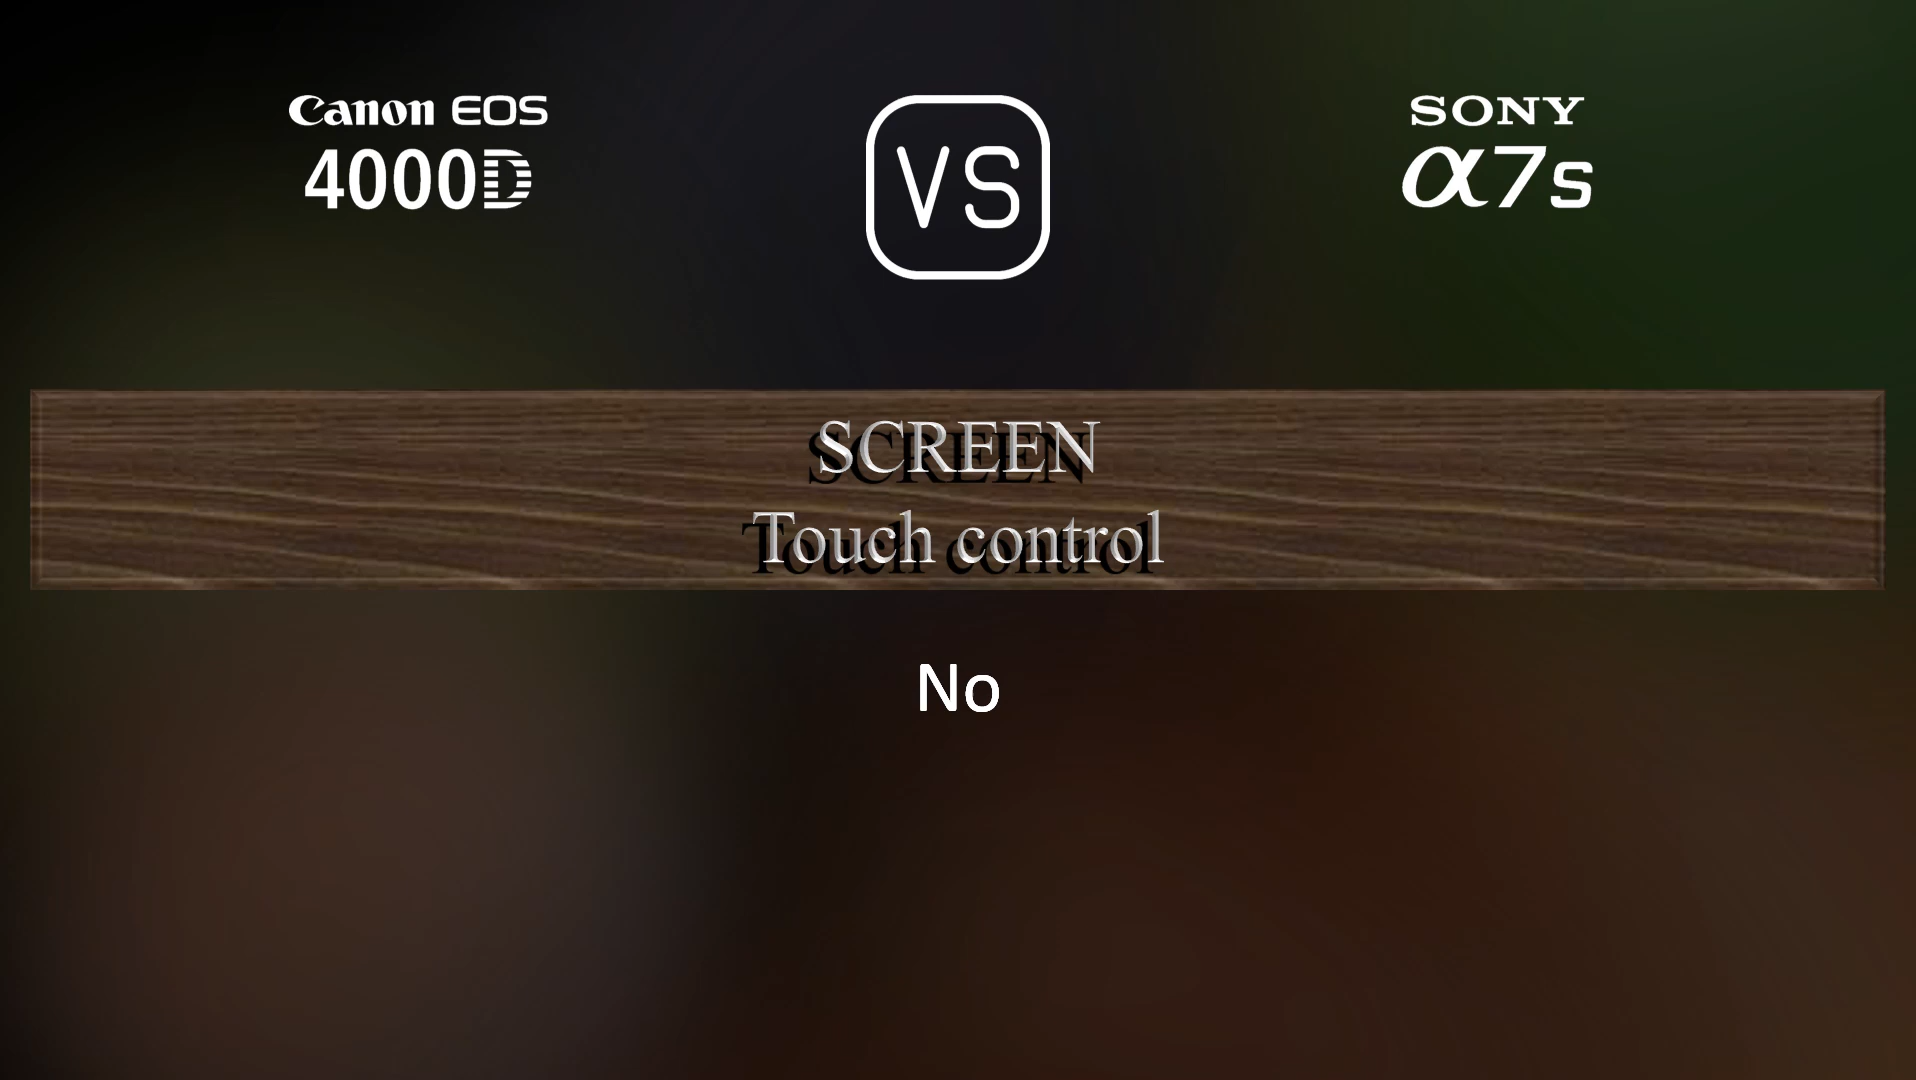 Canon EOS
4000D
VS
SONY
α7s
SCREEN
Touch control
No